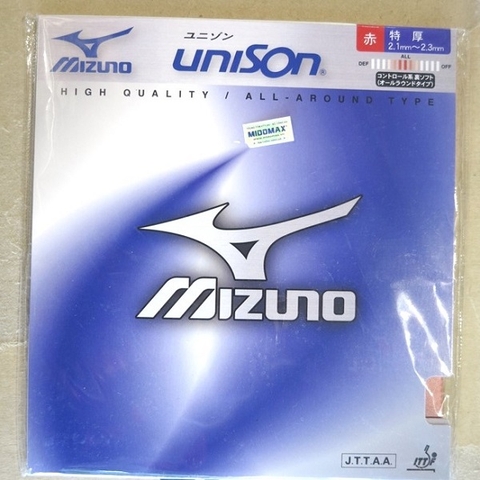 MIZUNO
ユニゾン
UNISON®
赤
特厚
2.1mm～2.3mm
ALL
DEF
OFF
コントロール系 裏ソフト
(オールラウンドタイプ)
HIGH QUALITY / ALL-AROUND TYPE
MIDOMAX
MIZUNO
J.T.T.A.A.
ITTF